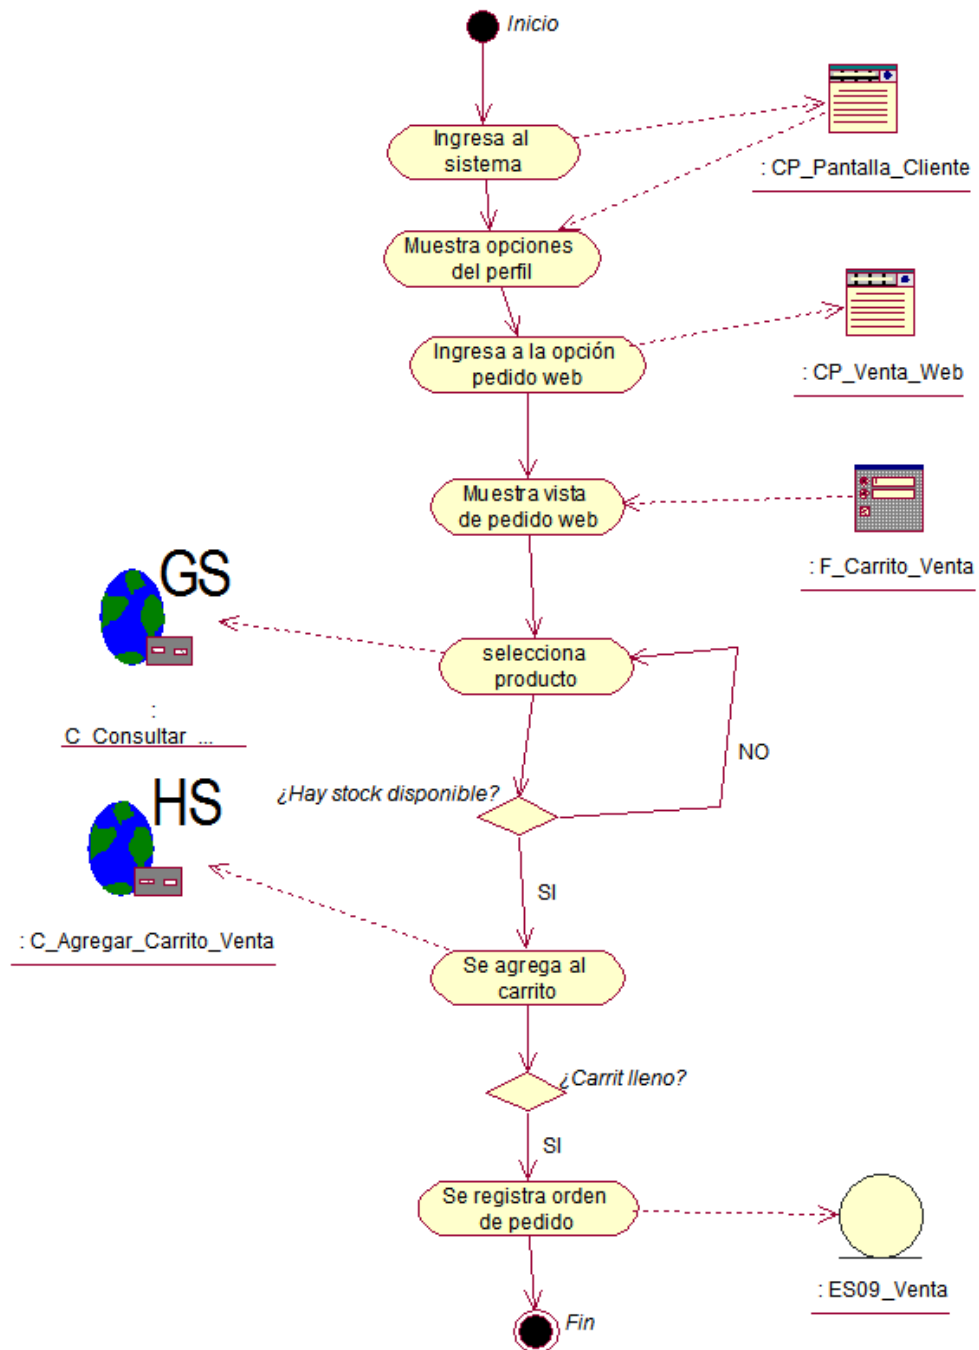 Inicio
Ingresa al
sistema
: CP_Pantalla_Cliente
Muestra opciones
del perfil
Ingresa a la opción
pedido web
: CP_Venta_Web
Muestra vista
de pedido web
: F_Carrito_Venta
GS
selecciona
producto
:
C_Consultar_...
NO
¿Hay stock disponible?
HS
SI
: C_Agregar_Carrito_Venta
Se agrega al
carrito
¿Carrit lleno?
SI
Se registra orden
de pedido
: ES09_Venta
Fin